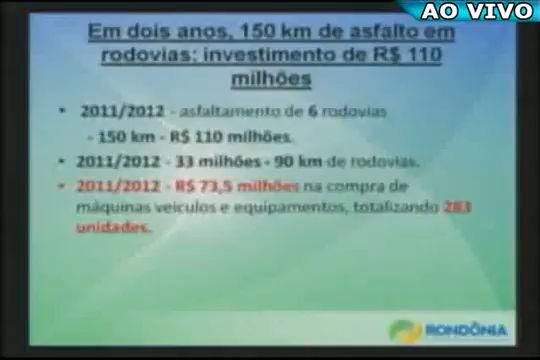 AO VIVO
Em dois anos, 150 km de asfalto em
rodovias: investimento de R$ 110
milhões
• 2011/2012 - asfaltamento de 6 rodovias
- 150 km - R$ 110 milhões.
• 2011/2012 - 33 milhões - 90 km de rodovias.
• 2011/2012 - R$ 73,5 milhões na compra de
máquinas veiculos e equipamentos, totalizando 283
unidades.
RONDÔNIA